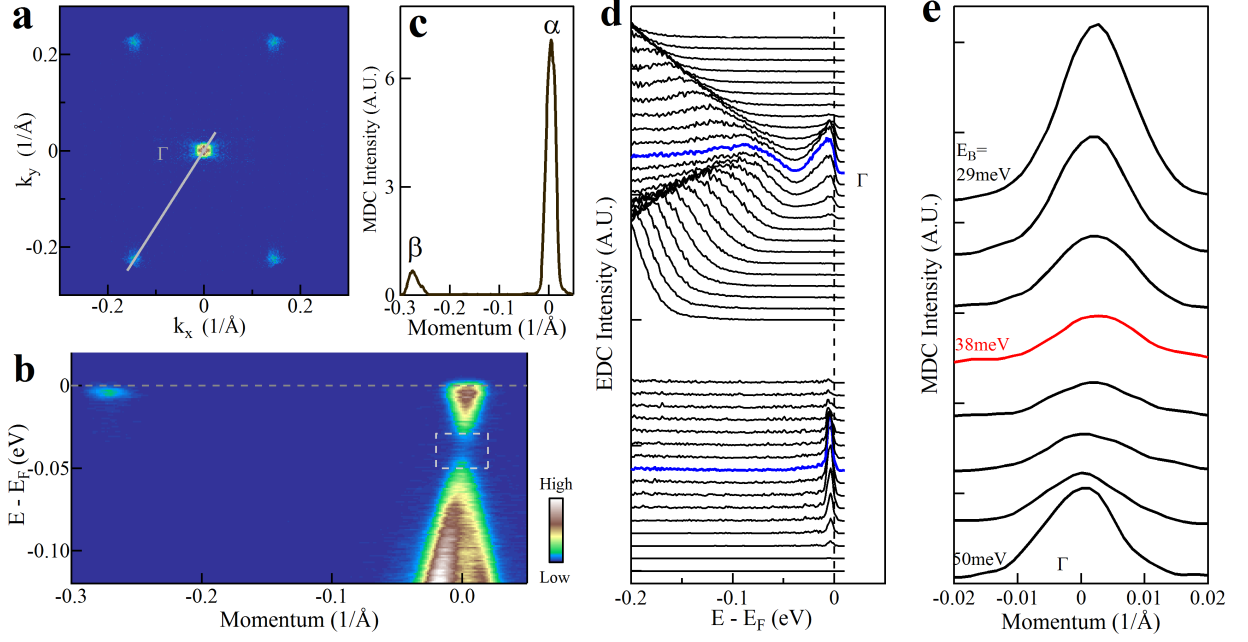 a
0.2
0
-0.2
k_y (1/Å)
Γ
-0.2
0
0.2
k_x (1/Å)
c
α
β
6
3
0
MDC Intensity (A.U.)
-0.3
-0.2
-0.1
0
Momentum (1/Å)
b
0
-0.05
-0.10
E - E_F (eV)
High
Low
-0.3
-0.2
-0.1
0.0
Momentum (1/Å)
d
EDC Intensity (A.U.)
Γ
-0.2
-0.1
0
E - E_F (eV)
e
MDC Intensity (A.U.)
E_B=
29meV
38meV
50meV
Γ
-0.02
-0.01
0
0.01
0.02
Momentum (1/Å)